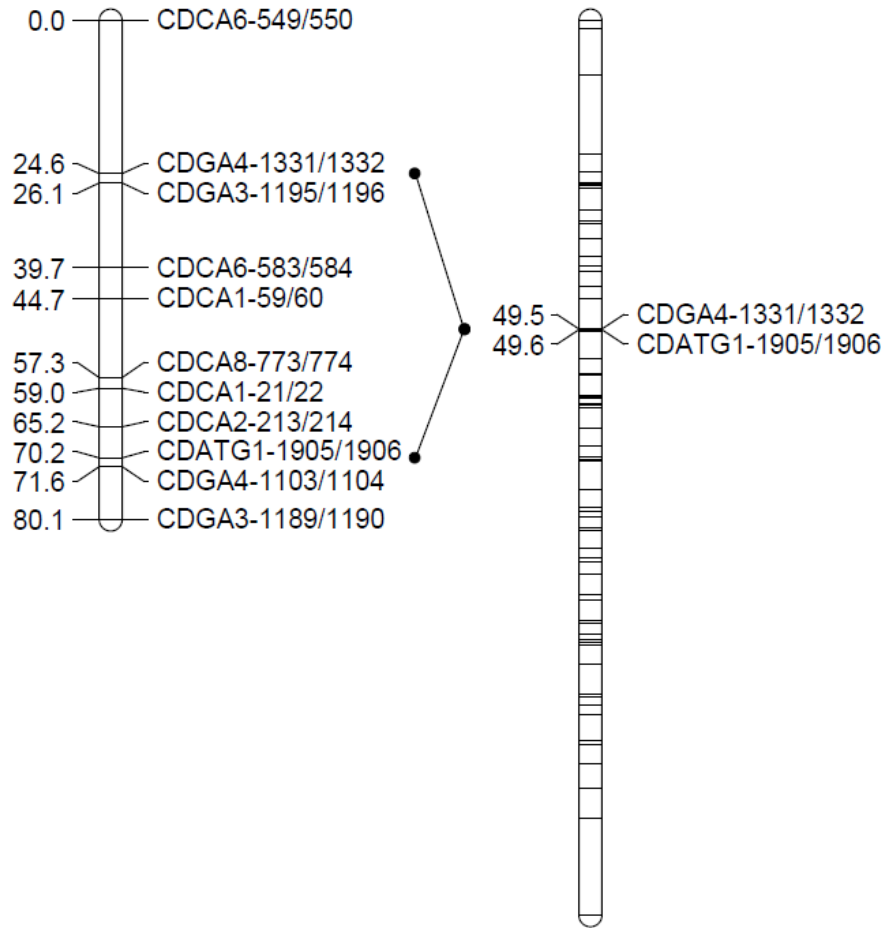 0.0 CDCA6-549/550
24.6 CDGA4-1331/1332
26.1 CDGA3-1195/1196
39.7 CDCA6-583/584
44.7 CDCA1-59/60
57.3 CDCA8-773/774
59.0 CDCA1-21/22
65.2 CDCA2-213/214
70.2 CDATG1-1905/1906
71.6 CDGA4-1103/1104
80.1 CDGA3-1189/1190
49.5 CDGA4-1331/1332
49.6 CDATG1-1905/1906